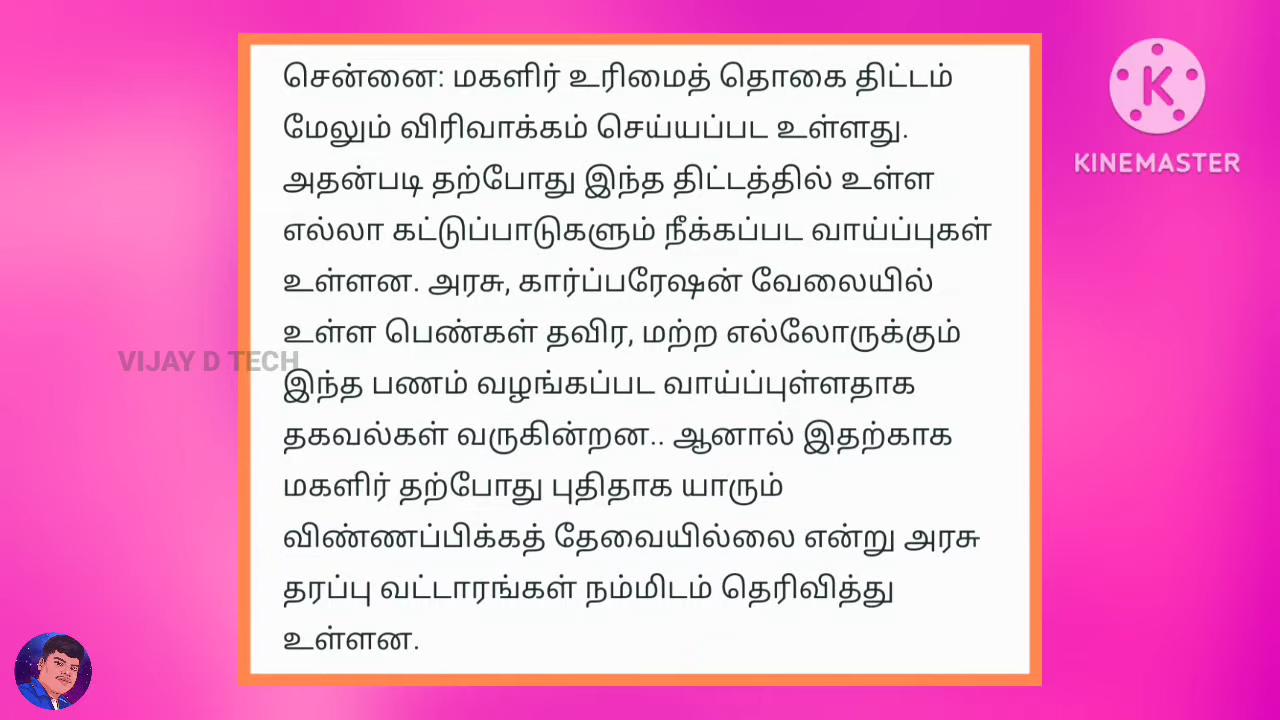 சென்னை: மகளிர் உரிமைத் தொகை திட்டம்
மேலும் விரிவாக்கம் செய்யப்பட உள்ளது.
அதன்படி தற்போது இந்த திட்டத்தில் உள்ள
எல்லா கட்டுப்பாடுகளும் நீக்கப்பட வாய்ப்புகள்
உள்ளன. அரசு, கார்ப்பரேஷன் வேலையில்
உள்ள பெண்கள் தவிர, மற்ற எல்லோருக்கும்
இந்த பணம் வழங்கப்பட வாய்ப்புள்ளதாக
தகவல்கள் வருகின்றன.. ஆனால் இதற்காக
மகளிர் தற்போது புதிதாக யாரும்
விண்ணப்பிக்கத் தேவையில்லை என்று அரசு
தரப்பு வட்டாரங்கள் நம்மிடம் தெரிவித்து
உள்ளன.
VIJAY D TECH
K
KINEMASTER